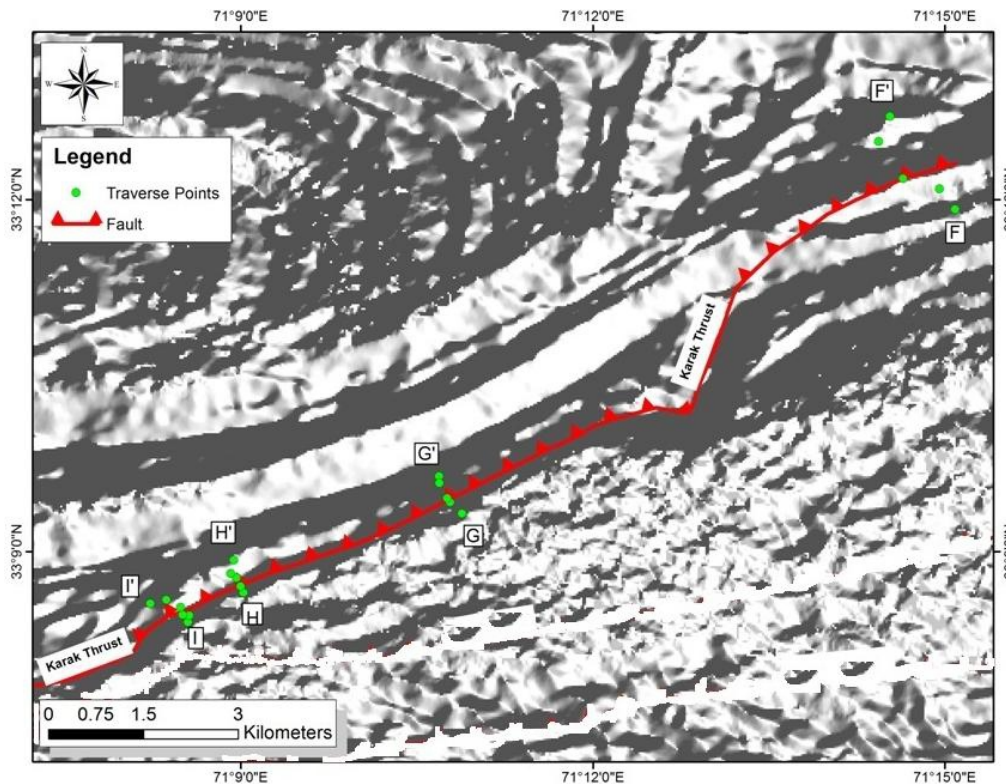 71°9'0"E 71°12'0"E 71°15'0"E
N
W E
S
F'
Legend
Traverse Points
Fault
33°12'0"N
F
Karak Thrust
G'
G
H'
33°9'0"N
I'
H
I
Karak Thrust
0 0.75 1.5 3
Kilometers
71°9'0"E 71°12'0"E 71°15'0"E